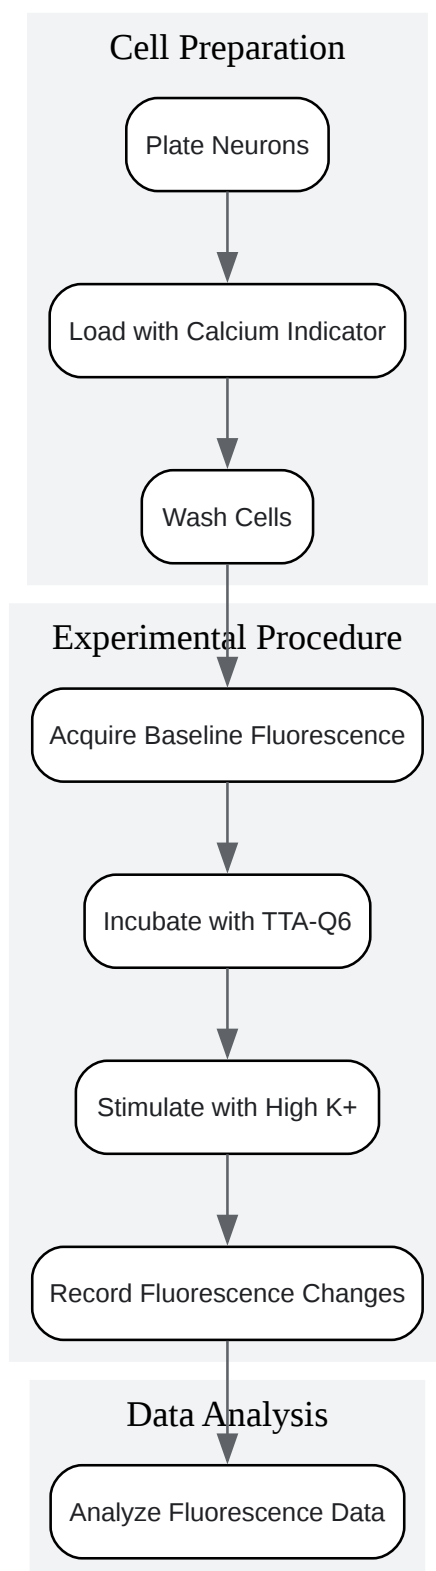 Cell Preparation
Plate Neurons
Load with Calcium Indicator
Wash Cells
Experimental Procedure
Acquire Baseline Fluorescence
Incubate with TTA-Q6
Stimulate with High K+
Record Fluorescence Changes
Data Analysis
Analyze Fluorescence Data